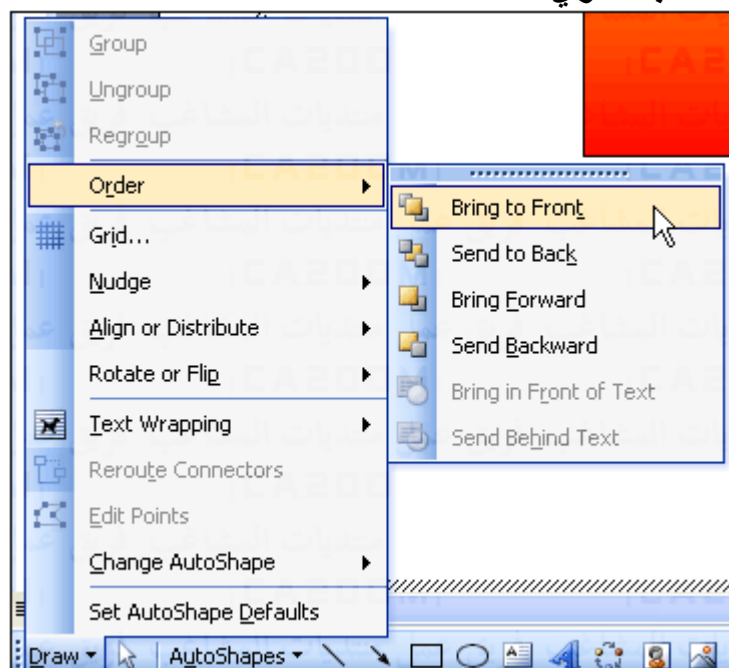 Group
Ungroup
Regroup
Order
Bring to Front
Grid...
Send to Back
Nudge
Bring Forward
Align or Distribute
Send Backward
Rotate or Flip
Bring in Front of Text
Text Wrapping
Send Behind Text
Reroute Connectors
Edit Points
Change AutoShape
Set AutoShape Defaults
Draw AutoShapes